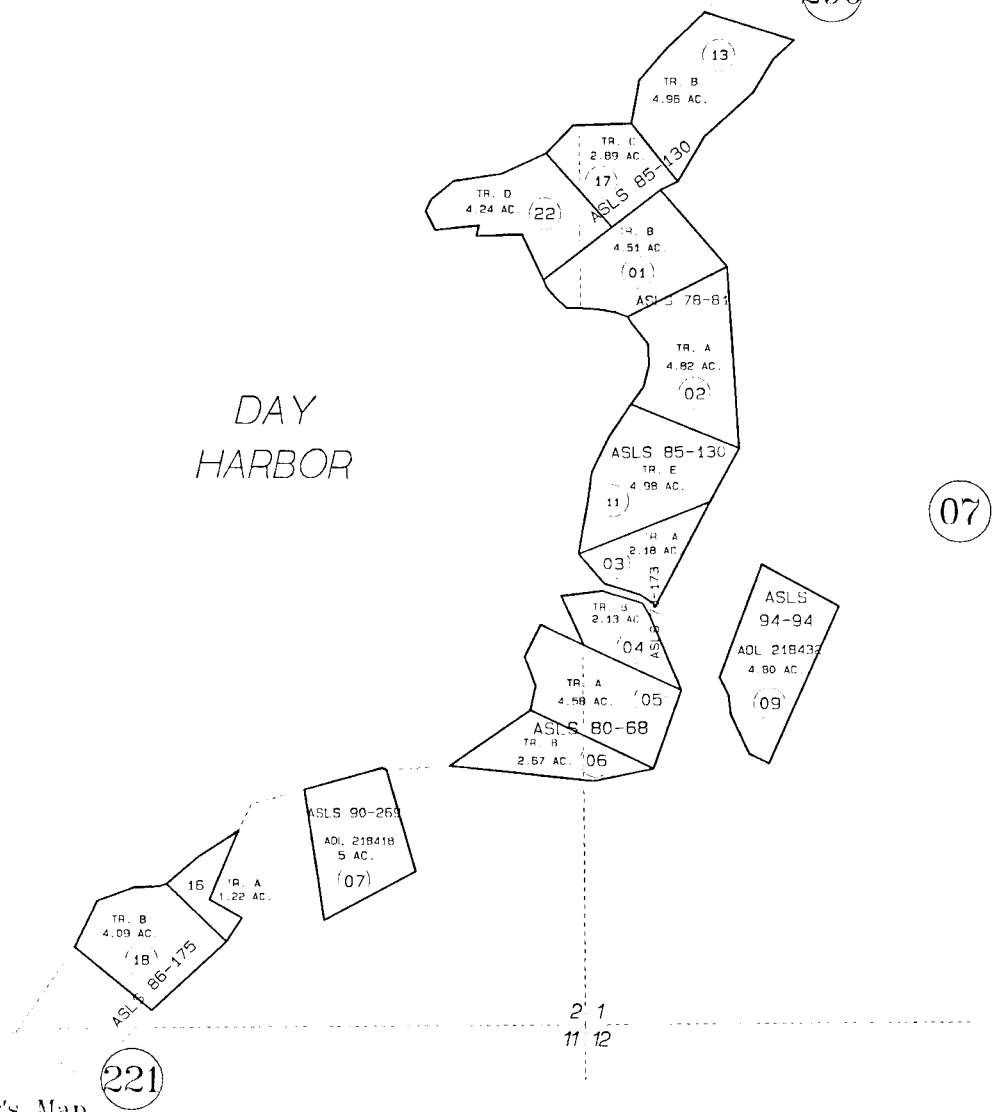 13
TR. B
4.96 AC.
TR. C
2.89 AC.
17
ASLS 85-130
TR. D
4.24 AC.
22
TR. B
4.51 AC.
01
ASLS 78-81
TR. A
4.82 AC.
02
DAY
HARBOR
ASLS 85-130
TR. E
4.98 AC.
11
07
TR. A
2.18 AC.
03
TR. B
2.13 AC.
04
ASLS
94-94
ADL 218432
4.80 AC.
09
TR. A
4.58 AC.
05
ASLS 80-68
TR. B
2.67 AC.
06
ASLS 90-269
ADL 218418
5 AC.
07
16
TR. A
1.22 AC.
TR. B
4.09 AC.
18
ASLS 86-175
2 1
11 12
221
's Map